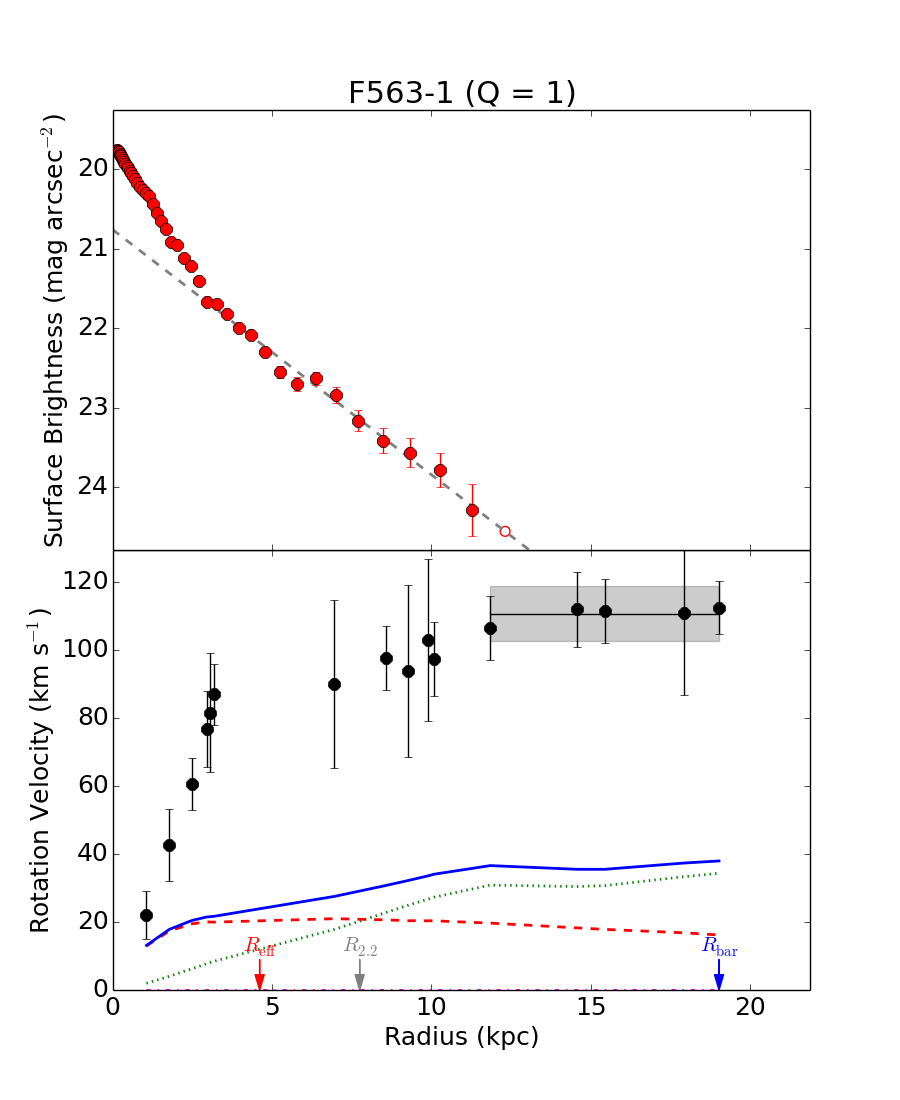 F563-1 (Q = 1)
Surface Brightness (mag arcsec⁻²)
20
21
22
23
24
Rotation Velocity (km s⁻¹)
120
100
80
60
40
20
0
R_eff
R_2.2
R_bar
0 5 10 15 20
Radius (kpc)